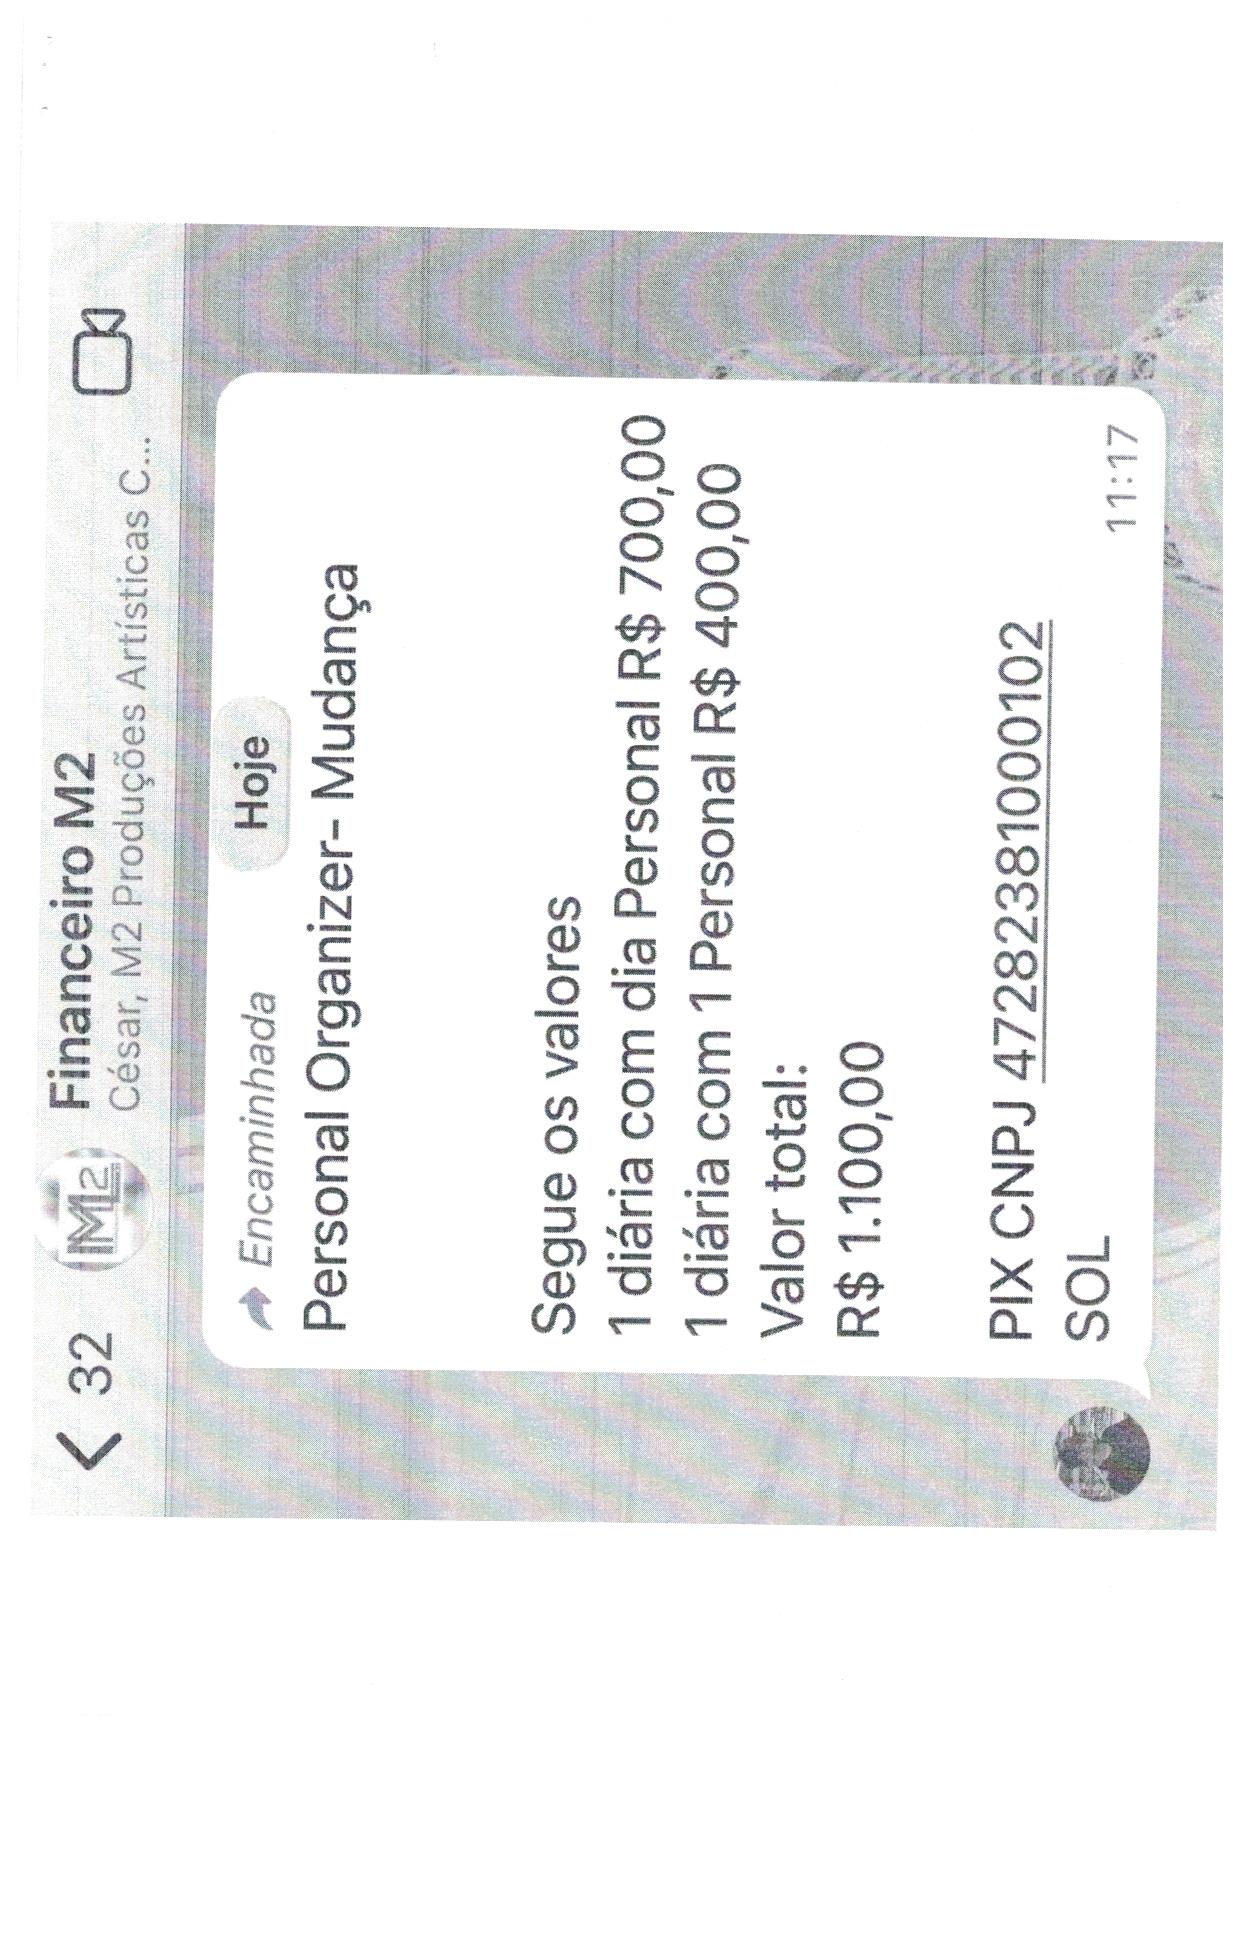 32
M2
Financeiro M2
César, M2 Produções Artísticas C...
Hoje
Encaminhada
Personal Organizer- Mudança
Segue os valores
1 diária com dia Personal R$ 700,00
1 diária com 1 Personal R$ 400,00
Valor total:
R$ 1.100,00
PIX CNPJ 47282381000102
SOL
11:17